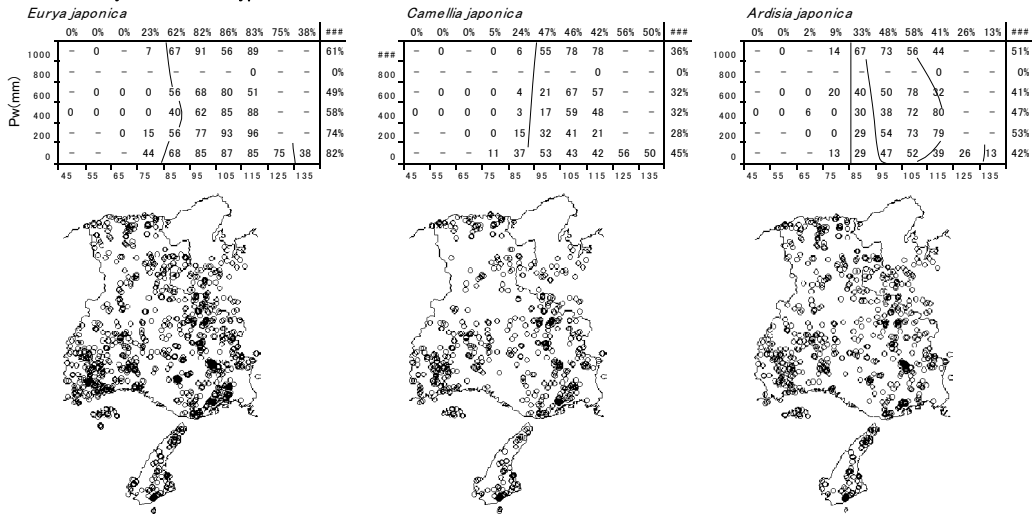 Eurya japonica
0% 0% 0% 23% 62% 82% 86% 83% 75% 38% ###
1000 – 0 – 7 67 91 56 89 – – 61%
800 – – – – – – – 0 – – 0%
600 – 0 0 0 56 68 80 51 – – 49%
400 0 0 0 0 40 62 85 88 – – 58%
200 – – 0 15 56 77 93 96 – – 74%
0 – – – 44 68 85 87 85 75 38 82%
45 55 65 75 85 95 105 115 125 135
Pw(mm)
Camellia japonica
0% 0% 0% 5% 24% 47% 46% 42% 56% 50% ###
### – 0 – 0 6 55 78 78 – – 36%
800 – – – – – – – 0 – – 0%
600 – 0 0 0 4 21 67 57 – – 32%
400 0 0 0 0 3 17 59 48 – – 32%
200 – – 0 0 15 32 41 21 – – 28%
0 – – – 11 37 53 43 42 56 50 45%
45 55 65 75 85 95 105 115 125 135
Ardisia japonica
0% 0% 2% 9% 33% 48% 58% 41% 26% 13% ###
1000 – 0 – 14 67 73 56 44 – – 51%
800 – – – – – – – 0 – – 0%
600 – 0 0 20 40 50 78 32 – – 41%
400 0 0 6 0 30 38 72 80 – – 47%
200 – – 0 0 29 54 73 79 – – 53%
0 – – – 13 29 47 52 39 26 13 42%
45 55 65 75 85 95 105 115 125 135